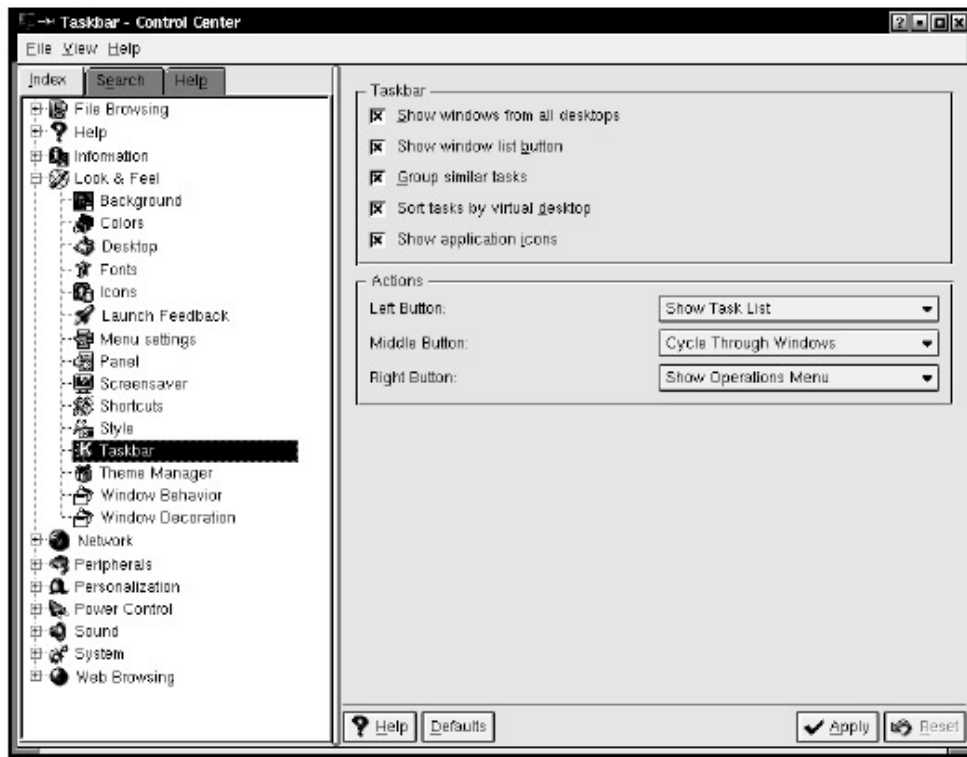 Taskbar - Control Center
File View Help
Index Search Help
File Browsing
Help
Information
Look & Feel
Background
Colors
Desktop
Fonts
Icons
Launch Feedback
Menu settings
Panel
Screensaver
Shortcuts
Style
Taskbar
Theme Manager
Window Behavior
Window Decoration
Network
Peripherals
Personalization
Power Control
Sound
System
Web Browsing
Taskbar
Show windows from all desktops
Show window list button
Group similar tasks
Sort tasks by virtual desktop
Show application icons
Actions
Left Button: Show Task List
Middle Button: Cycle Through Windows
Right Button: Show Operations Menu
Help Defaults Apply Reset